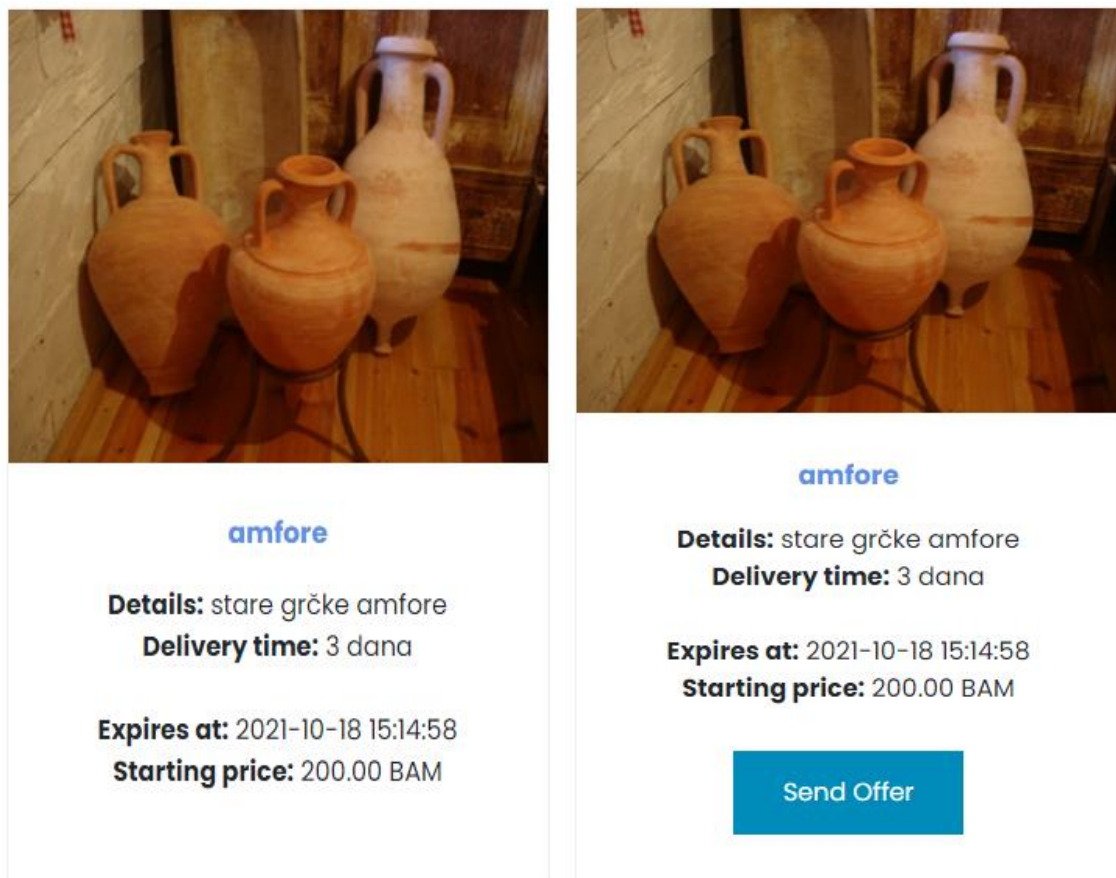 amfore
Details: stare grčke amfore
Delivery time: 3 dana
Expires at: 2021-10-18 15:14:58
Starting price: 200.00 BAM
amfore
Details: stare grčke amfore
Delivery time: 3 dana
Expires at: 2021-10-18 15:14:58
Starting price: 200.00 BAM
Send Offer